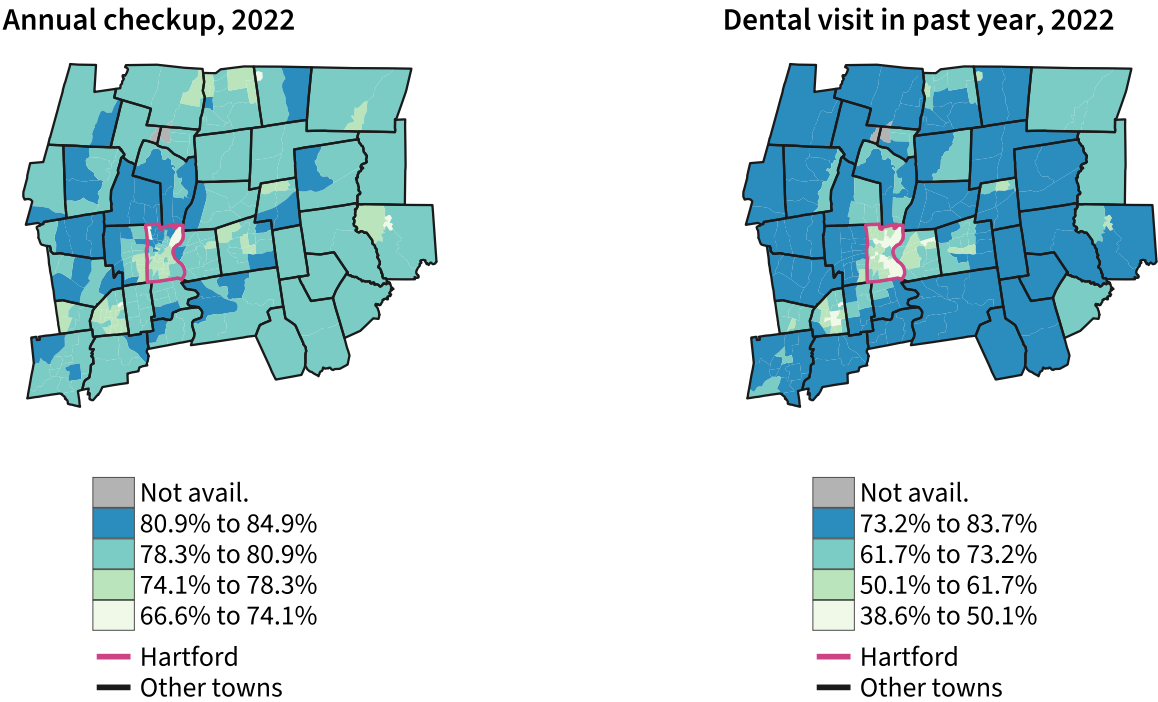 Annual checkup, 2022
Dental visit in past year, 2022
Not avail.
80.9% to 84.9%
78.3% to 80.9%
74.1% to 78.3%
66.6% to 74.1%
Hartford
Other towns
Not avail.
73.2% to 83.7%
61.7% to 73.2%
50.1% to 61.7%
38.6% to 50.1%
Hartford
Other towns